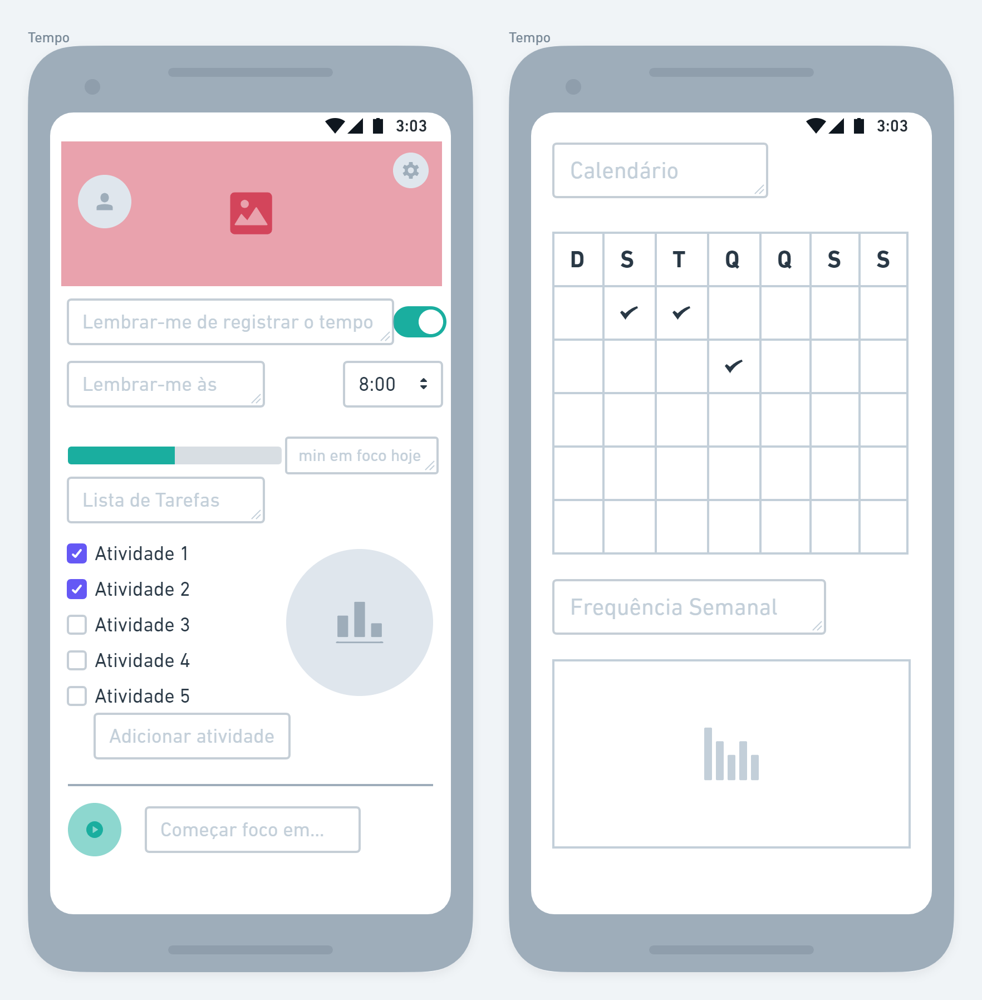 Tempo
3:03
Lembrar-me de registrar o tempo
Lembrar-me às
8:00
min em foco hoje
Lista de Tarefas
Atividade 1
Atividade 2
Atividade 3
Atividade 4
Atividade 5
Adicionar atividade
Começar foco em...
Tempo
3:03
Calendário
D S T Q Q S S
Frequência Semanal